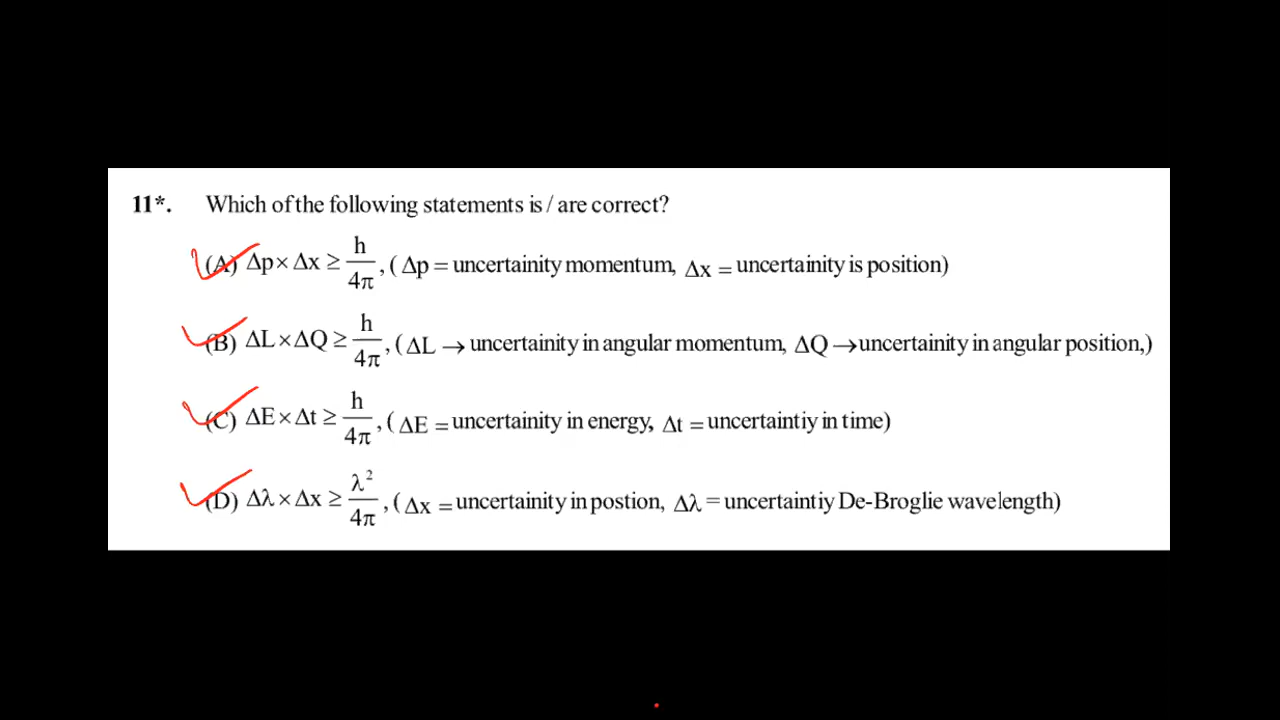 11*. Which of the following statements is / are correct?
(A) Δp × Δx ≥ h/4π, ( Δp = uncertainity momentum, Δx = uncertainity is position)
(B) ΔL × ΔQ ≥ h/4π, ( ΔL → uncertainity in angular momentum, ΔQ → uncertainity in angular position,)
(C) ΔE × Δt ≥ h/4π, ( ΔE = uncertainity in energy, Δt = uncertaintiy in time)
(D) Δλ × Δx ≥ λ²/4π, ( Δx = uncertainity in postion, Δλ = uncertaintiy De-Broglie wavelength)